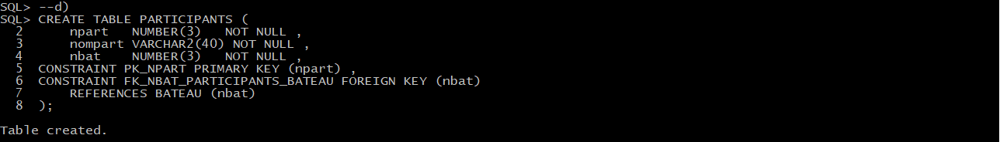 SQL> --d)
SQL> CREATE TABLE PARTICIPANTS (
  2      npart   NUMBER(3)   NOT NULL ,
  3      nompart VARCHAR2(40) NOT NULL ,
  4      nbat    NUMBER(3)   NOT NULL ,
  5  CONSTRAINT PK_NPART PRIMARY KEY (npart) ,
  6  CONSTRAINT FK_NBAT_PARTICIPANTS_BATEAU FOREIGN KEY (nbat)
  7      REFERENCES BATEAU (nbat)
  8  );
Table created.